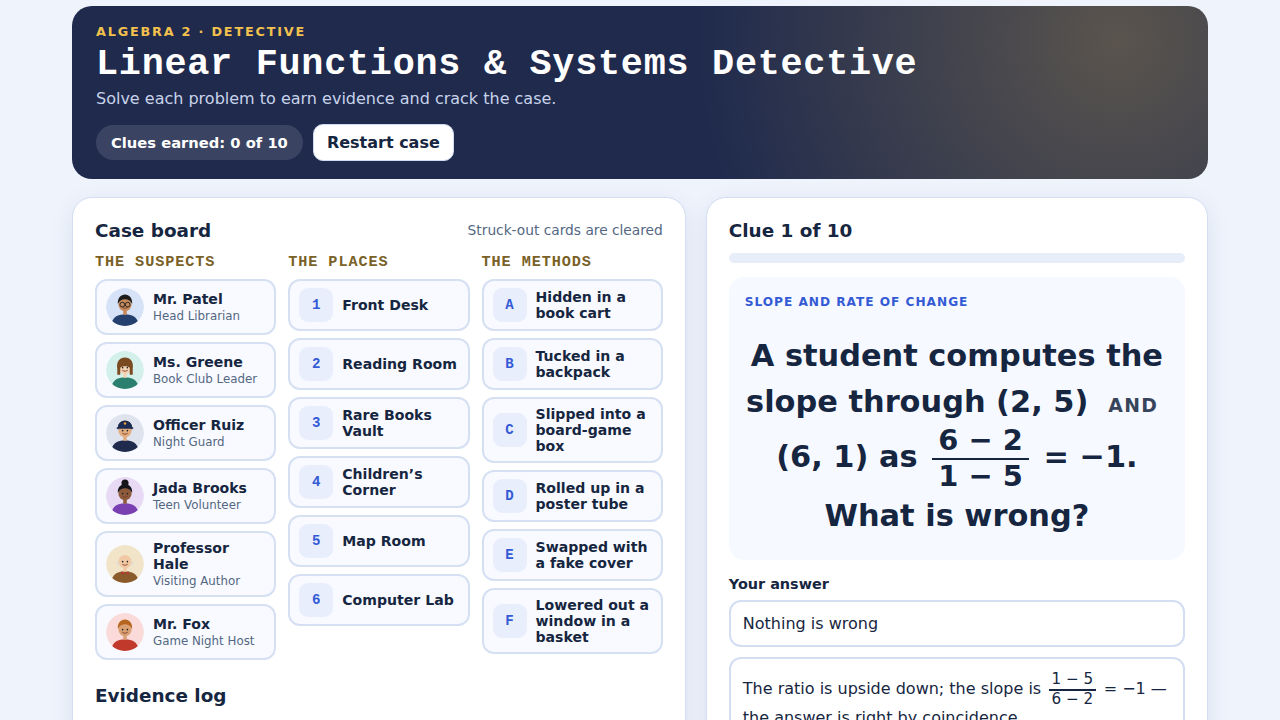 ALGEBRA 2 · DETECTIVE
Linear Functions & Systems Detective
Solve each problem to earn evidence and crack the case.
Clues earned: 0 of 10
Restart case
Case board
Struck-out cards are cleared
THE SUSPECTS
Mr. Patel
Head Librarian
Ms. Greene
Book Club Leader
Officer Ruiz
Night Guard
Jada Brooks
Teen Volunteer
Professor
Hale
Visiting Author
Mr. Fox
Game Night Host
THE PLACES
1 Front Desk
2 Reading Room
3 Rare Books
Vault
4 Children’s
Corner
5 Map Room
6 Computer Lab
THE METHODS
A Hidden in a
book cart
B Tucked in a
backpack
C Slipped into a
board-game
box
D Rolled up in a
poster tube
E Swapped with
a fake cover
F Lowered out a
window in a
basket
Evidence log
Clue 1 of 10
SLOPE AND RATE OF CHANGE
A student computes the
slope through (2, 5) AND
(6, 1) as (6 − 2)/(1 − 5) = −1.
What is wrong?
Your answer
Nothing is wrong
The ratio is upside down; the slope is (1 − 5)/(6 − 2) = −1 —
the answer is right by coincidence